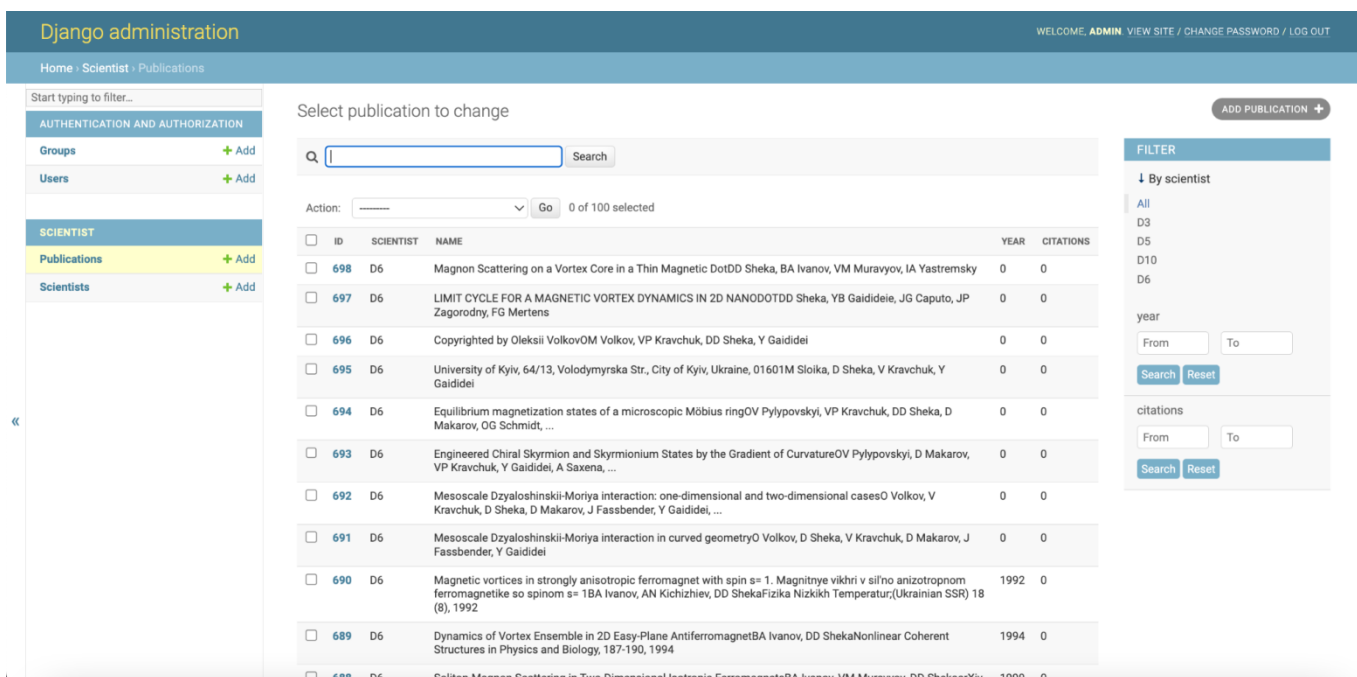 Django administration
WELCOME, ADMIN. VIEW SITE / CHANGE PASSWORD / LOG OUT
Home › Scientist › Publications
Start typing to filter...
AUTHENTICATION AND AUTHORIZATION
Groups + Add
Users + Add
SCIENTIST
Publications + Add
Scientists + Add
«
Select publication to change
ADD PUBLICATION +
Search
Action: --------- Go 0 of 100 selected
ID SCIENTIST NAME YEAR CITATIONS
698 D6 Magnon Scattering on a Vortex Core in a Thin Magnetic DotDD Sheka, BA Ivanov, VM Muravyov, IA Yastremsky 0 0
697 D6 LIMIT CYCLE FOR A MAGNETIC VORTEX DYNAMICS IN 2D NANODOTDD Sheka, YB Gaidideie, JG Caputo, JP 0 0
Zagorodny, FG Mertens
696 D6 Copyrighted by Oleksii VolkovOM Volkov, VP Kravchuk, DD Sheka, Y Gaididei 0 0
695 D6 University of Kyiv, 64/13, Volodymyrska Str., City of Kyiv, Ukraine, 01601M Sloika, D Sheka, V Kravchuk, Y 0 0
Gaididei
694 D6 Equilibrium magnetization states of a microscopic Möbius ringOV Pylypovskyi, VP Kravchuk, DD Sheka, D 0 0
Makarov, OG Schmidt, ...
693 D6 Engineered Chiral Skyrmion and Skyrmionium States by the Gradient of CurvatureOV Pylypovskyi, D Makarov, 0 0
VP Kravchuk, Y Gaididei, A Saxena, ...
692 D6 Mesoscale Dzyaloshinskii-Moriya interaction: one-dimensional and two-dimensional casesO Volkov, V 0 0
Kravchuk, D Sheka, D Makarov, J Fassbender, Y Gaididei, ...
691 D6 Mesoscale Dzyaloshinskii-Moriya interaction in curved geometryO Volkov, D Sheka, V Kravchuk, D Makarov, J 0 0
Fassbender, Y Gaididei
690 D6 Magnetic vortices in strongly anisotropic ferromagnet with spin s= 1. Magnitnye vikhri v sil'no anizotropnom 1992 0
ferromagnetike so spinom s= 1BA Ivanov, AN Kichizhiev, DD ShekaFizika Nizkikh Temperatur;(Ukrainian SSR) 18
(8), 1992
689 D6 Dynamics of Vortex Ensemble in 2D Easy-Plane AntiferromagnetBA Ivanov, DD ShekaNonlinear Coherent 1994 0
Structures in Physics and Biology, 187-190, 1994
FILTER
↓ By scientist
All
D3
D5
D10
D6
year
From To
Search Reset
citations
From To
Search Reset